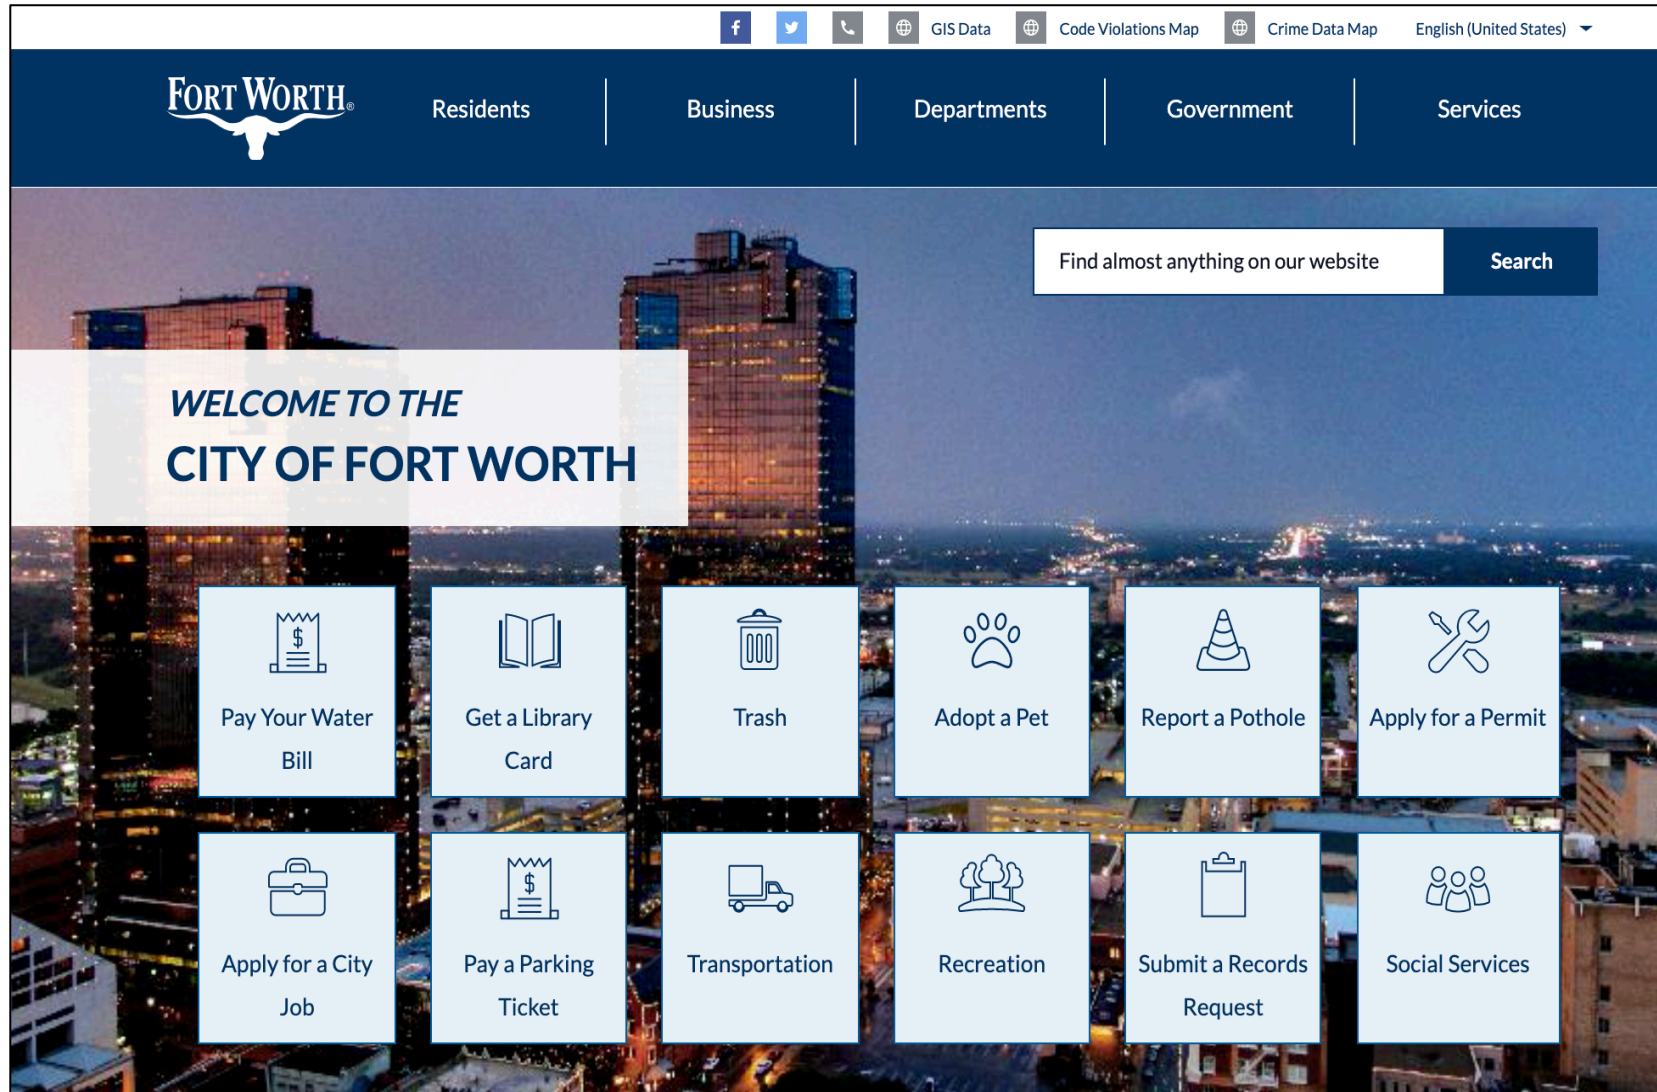 GIS Data
Code Violations Map
Crime Data Map
English (United States)
FORT WORTH®
Residents
Business
Departments
Government
Services
Find almost anything on our website
Search
WELCOME TO THE
CITY OF FORT WORTH
Pay Your Water
Bill
Get a Library
Card
Trash
Adopt a Pet
Report a Pothole
Apply for a Permit
Apply for a City
Job
Pay a Parking
Ticket
Transportation
Recreation
Submit a Records
Request
Social Services